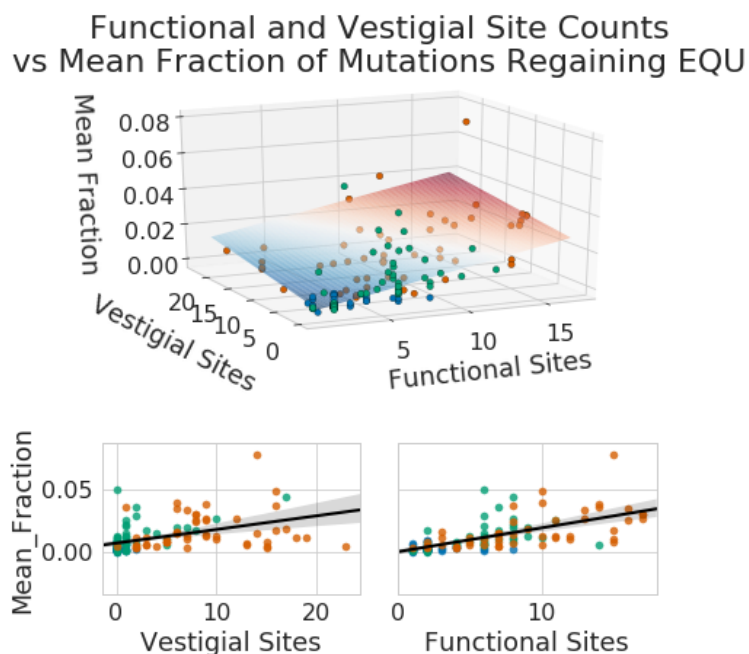 Functional and Vestigial Site Counts
vs Mean Fraction of Mutations Regaining EQU
Mean Fraction
0.08
0.06
0.04
0.02
0.00
20
15
10
5
0
Vestigial Sites
5
10
15
Functional Sites
Mean_Fraction
0.05
0.00
0
10
20
Vestigial Sites
0
10
Functional Sites